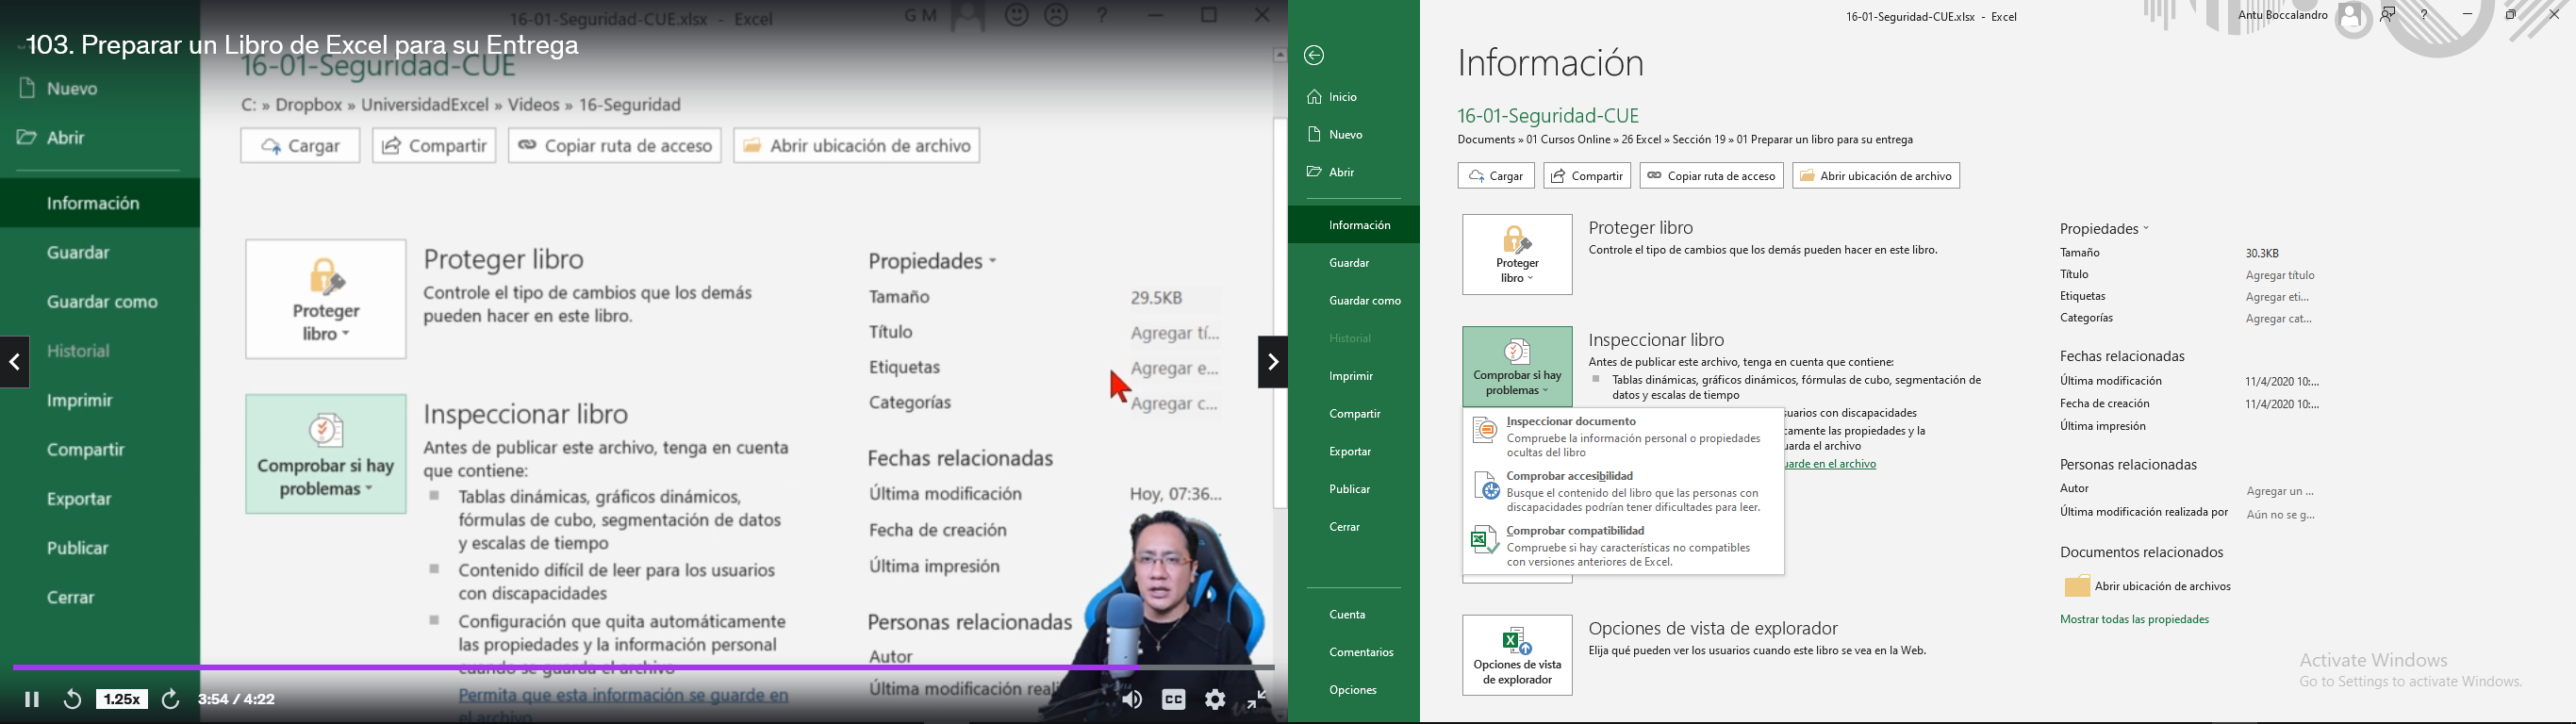 16-01-Seguridad-CUE.xlsx - Excel
G M
?
103. Preparar un Libro de Excel para su Entrega
16-01-Seguridad-CUE
C: » Dropbox » UniversidadExcel » Videos » 16-Seguridad
Nuevo
Abrir
Información
Guardar
Guardar como
Historial
Imprimir
Compartir
Exportar
Publicar
Cerrar
Cargar
Compartir
Copiar ruta de acceso
Abrir ubicación de archivo
Proteger
libro
Proteger libro
Controle el tipo de cambios que los demás
pueden hacer en este libro.
Comprobar si hay
problemas
Inspeccionar libro
Antes de publicar este archivo, tenga en cuenta
que contiene:
Tablas dinámicas, gráficos dinámicos,
fórmulas de cubo, segmentación de datos
y escalas de tiempo
Contenido difícil de leer para los usuarios
con discapacidades
Configuración que quita automáticamente
las propiedades y la información personal
cuando se guarda el archivo
Permita que esta información se guarde en
el archivo
Propiedades
Tamaño 29.5KB
Título Agregar tí...
Etiquetas Agregar e...
Categorías Agregar c...
Fechas relacionadas
Última modificación Hoy, 07:36...
Fecha de creación
Última impresión
Personas relacionadas
Autor
Última modificación reali
1.25x
3:54 / 4:22
CC
16-01-Seguridad-CUE.xlsx - Excel
Antu Boccalandro
?
Información
16-01-Seguridad-CUE
Documents » 01 Cursos Online » 26 Excel » Sección 19 » 01 Preparar un libro para su entrega
Inicio
Nuevo
Abrir
Información
Guardar
Guardar como
Historial
Imprimir
Compartir
Exportar
Publicar
Cerrar
Cuenta
Comentarios
Opciones
Cargar
Compartir
Copiar ruta de acceso
Abrir ubicación de archivo
Proteger
libro
Proteger libro
Controle el tipo de cambios que los demás pueden hacer en este libro.
Comprobar si hay
problemas
Inspeccionar libro
Antes de publicar este archivo, tenga en cuenta que contiene:
Tablas dinámicas, gráficos dinámicos, fórmulas de cubo, segmentación de
datos y escalas de tiempo
suarios con discapacidades
camente las propiedades y la
uarda el archivo
uarde en el archivo
Inspeccionar documento
Compruebe la información personal o propiedades
ocultas del libro
Comprobar accesibilidad
Busque el contenido del libro que las personas con
discapacidades podrían tener dificultades para leer.
Comprobar compatibilidad
Compruebe si hay características no compatibles
con versiones anteriores de Excel.
Opciones de vista
de explorador
Opciones de vista de explorador
Elija qué pueden ver los usuarios cuando este libro se vea en la Web.
Propiedades
Tamaño 30.3KB
Título Agregar título
Etiquetas Agregar eti...
Categorías Agregar cat...
Fechas relacionadas
Última modificación 11/4/2020 10:...
Fecha de creación 11/4/2020 10:...
Última impresión
Personas relacionadas
Autor Agregar un ...
Última modificación realizada por Aún no se g...
Documentos relacionados
Abrir ubicación de archivos
Mostrar todas las propiedades
Activate Windows
Go to Settings to activate Windows.